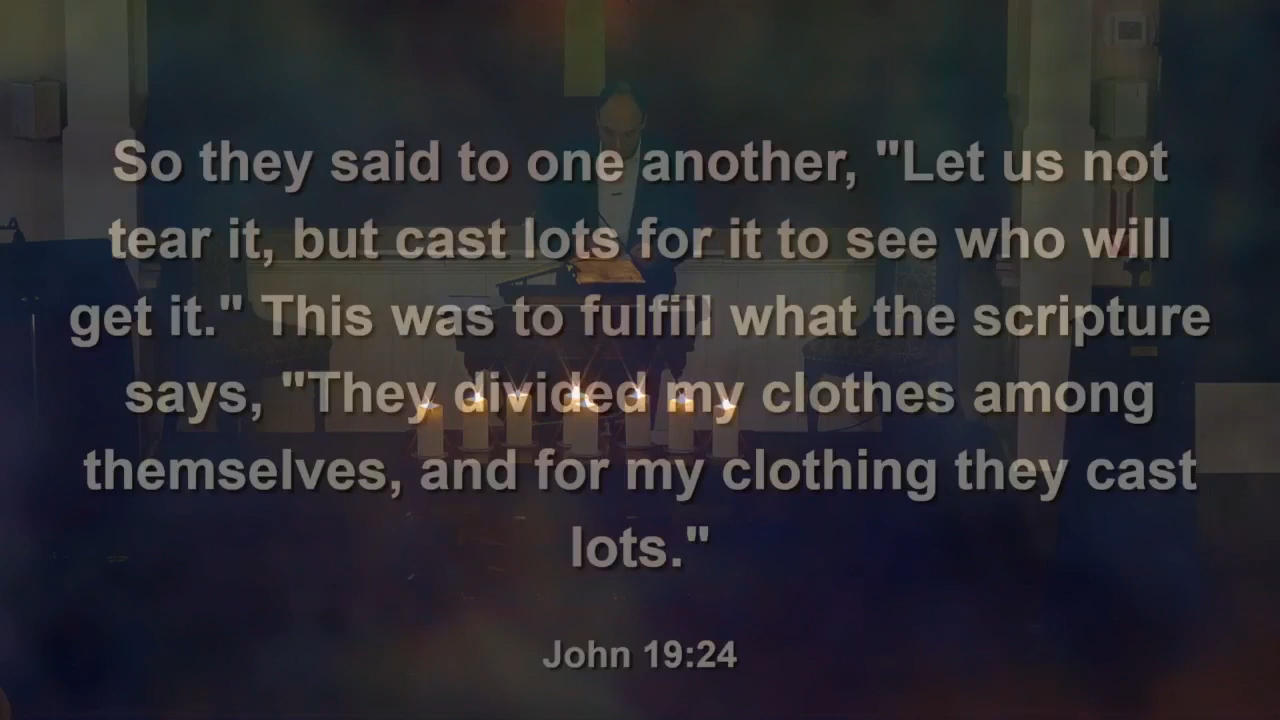 So they said to one another, "Let us not
tear it, but cast lots for it to see who will
get it." This was to fulfill what the scripture
says, "They divided my clothes among
themselves, and for my clothing they cast
lots."
John 19:24